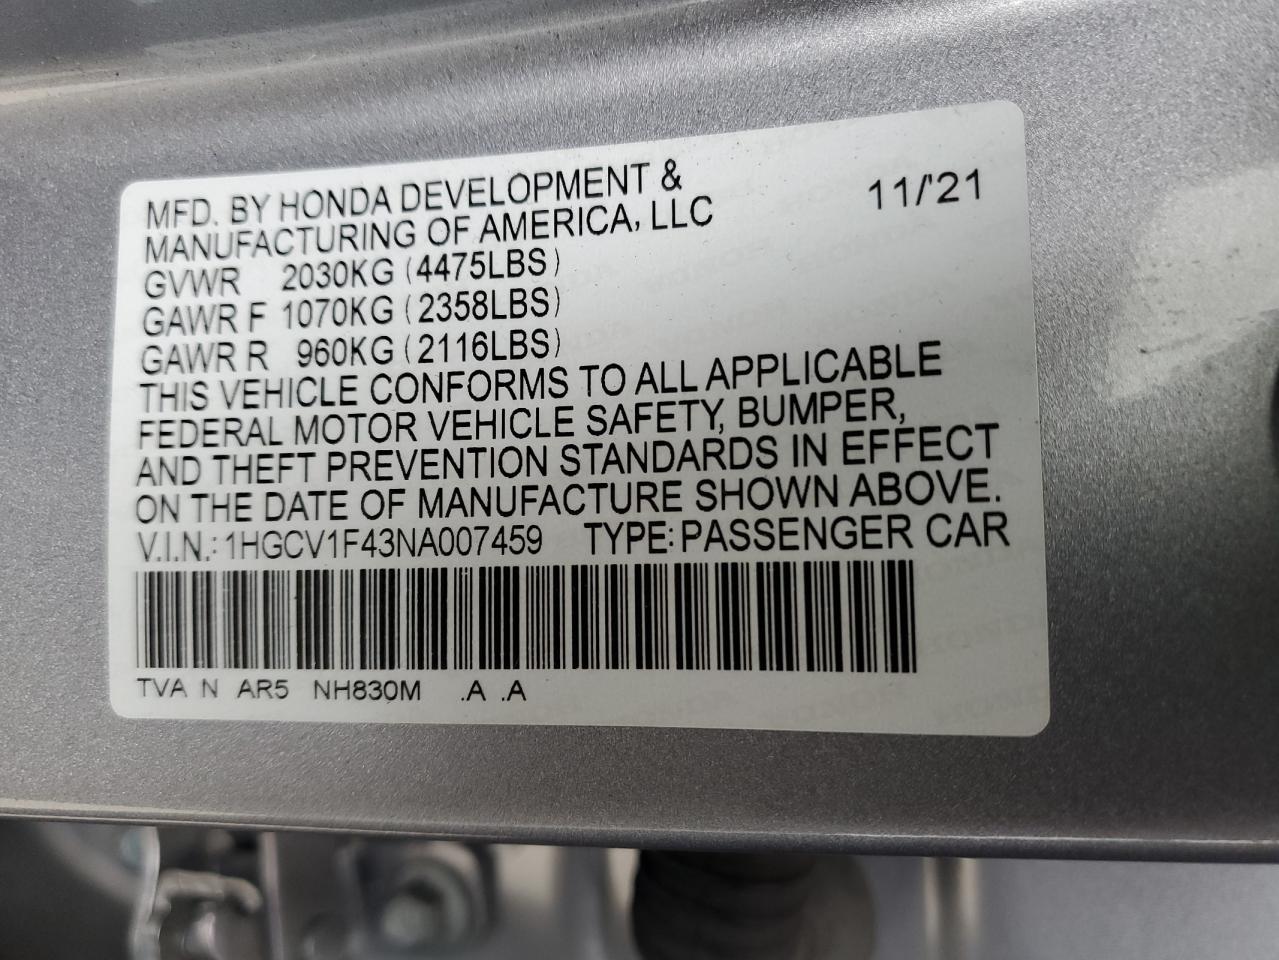 MFD. BY HONDA DEVELOPMENT & 11/'21
MANUFACTURING OF AMERICA, LLC
GVWR 2030KG (4475LBS)
GAWR F 1070KG (2358LBS)
GAWR R 960KG (2116LBS)
THIS VEHICLE CONFORMS TO ALL APPLICABLE
FEDERAL MOTOR VEHICLE SAFETY, BUMPER,
AND THEFT PREVENTION STANDARDS IN EFFECT
ON THE DATE OF MANUFACTURE SHOWN ABOVE.
V.I.N.: 1HGCV1F43NA007459 TYPE: PASSENGER CAR
TVA N AR5 NH830M .A .A